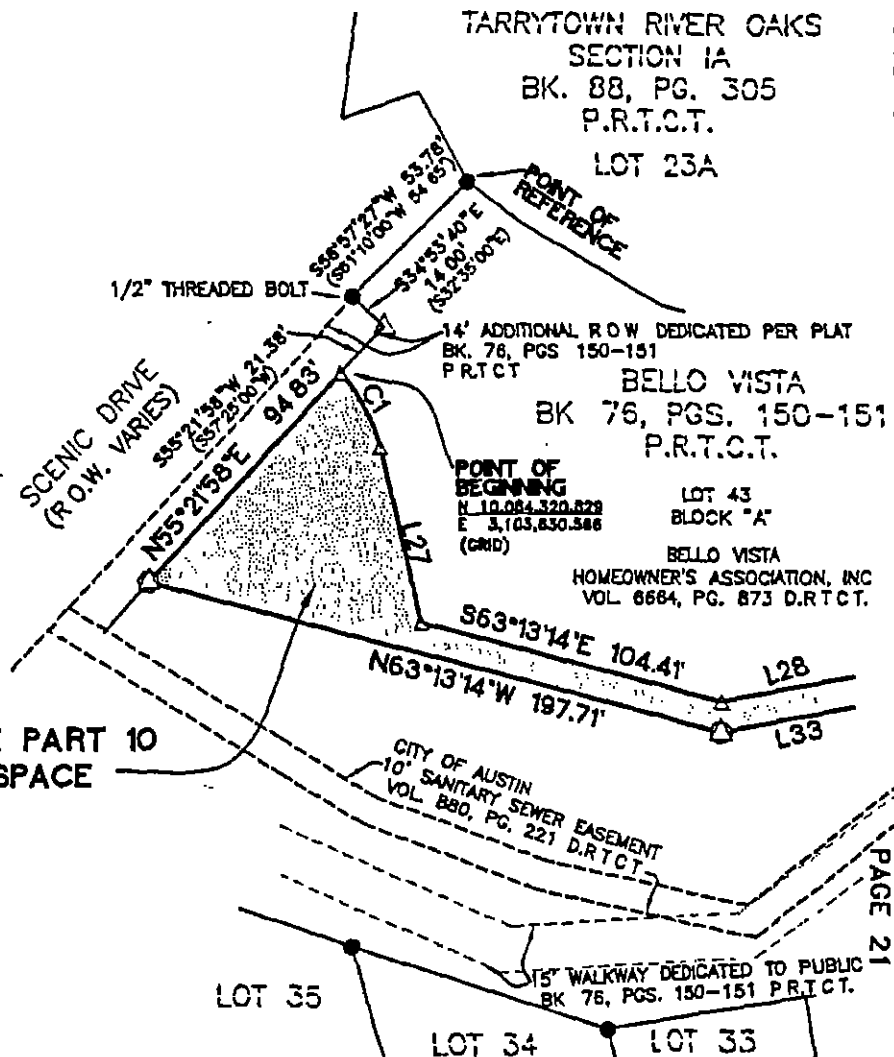 TARRYTOWN RIVER OAKS
SECTION 1A
BK. 88, PG. 305
P.R.T.C.T.
LOT 23A
POINT OF
REFERENCE
S56°57'27"W 53.78'
(S61°10'00"W 54 65')
S34°53'40"E
14 00'
(S32°35'00"E)
1/2" THREADED BOLT
14' ADDITIONAL R O W DEDICATED PER PLAT
BK. 76, PGS 150-151
P R T C T
SCENIC DRIVE
(R O.W. VARIES)
S55°21'58"W 21.38'
(S57°25'00"W)
N55°21'58"E 94 83'
C1
BELLO VISTA
BK 76, PGS. 150-151
P.R.T.C.T.
POINT OF
BEGINNING
N 10,084,320.829
E 3,103,630.566
(GRID)
LOT 43
BLOCK "A"
BELLO VISTA
HOMEOWNER'S ASSOCIATION, INC
VOL. 6664, PG. 873 D.R T C T.
L27
S63°13'14"E 104.41'
N63°13'14"W 197.71'
L28
L33
PART 10
SPACE
CITY OF AUSTIN
10' SANITARY SEWER EASEMENT
VOL. 880, PG. 221 D.R T C T
PAGE 21
15' WALKWAY DEDICATED TO PUBLIC
BK 76, PGS. 150-151 P R.T.C.T.
LOT 35
LOT 34
LOT 33